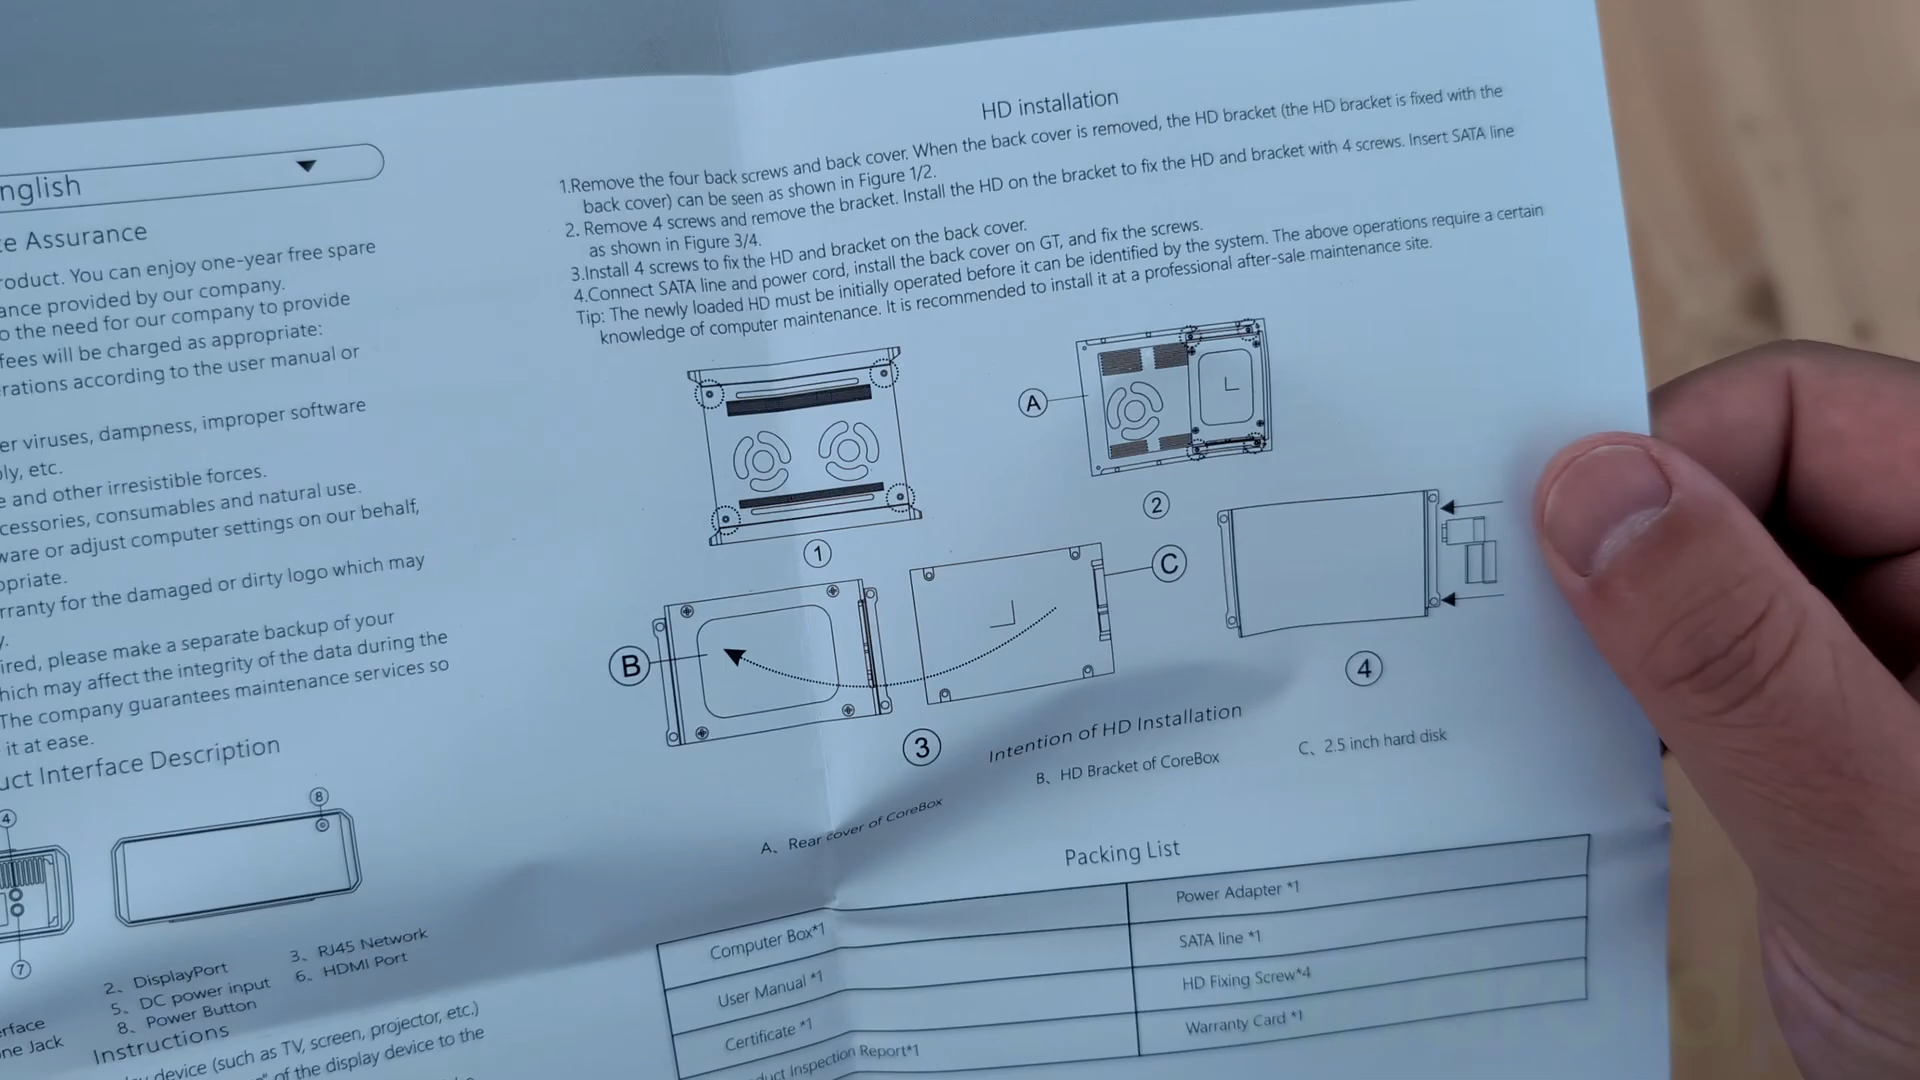 nglish
e Assurance
roduct. You can enjoy one-year free spare
ance provided by our company.
o the need for our company to provide
fees will be charged as appropriate:
rations according to the user manual or
er viruses, dampness, improper software
ly, etc.
e and other irresistible forces.
ccessories, consumables and natural use.
ware or adjust computer settings on our behalf,
opriate.
rranty for the damaged or dirty logo which may
y.
ired, please make a separate backup of your
hich may affect the integrity of the data during the
The company guarantees maintenance services so
it at ease.
uct Interface Description
4
8
7
2、DisplayPort
3、RJ45 Network
5、DC power input
6、HDMI Port
erface
8、Power Button
ne Jack
Instructions
device (such as TV, screen, projector, etc.)
of the display device to the
HD installation
1.Remove the four back screws and back cover. When the back cover is removed, the HD bracket (the HD bracket is fixed with the
back cover) can be seen as shown in Figure 1/2.
2. Remove 4 screws and remove the bracket. Install the HD on the bracket to fix the HD and bracket with 4 screws. Insert SATA line
as shown in Figure 3/4.
3.Install 4 screws to fix the HD and bracket on the back cover.
4.Connect SATA line and power cord, install the back cover on GT, and fix the screws.
Tip: The newly loaded HD must be initially operated before it can be identified by the system. The above operations require a certain
knowledge of computer maintenance. It is recommended to install it at a professional after-sale maintenance site.
A
1
2
B
C
3
4
Intention of HD Installation
A、Rear cover of CoreBox
B、HD Bracket of CoreBox
C、2.5 inch hard disk
Packing List
Computer Box*1
Power Adapter *1
User Manual *1
SATA line *1
Certificate *1
HD Fixing Screw*4
duct Inspection Report*1
Warranty Card *1